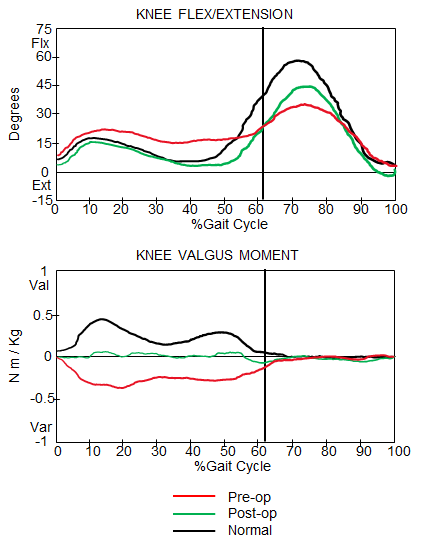 KNEE FLEX/EXTENSION
75
Flx
60
45
30
15
0
Ext
-15
Degrees
0 10 20 30 40 50 60 70 80 90 100
%Gait Cycle
KNEE VALGUS MOMENT
1
Val
0.5
0
-0.5
Var
-1
N m / Kg
0 10 20 30 40 50 60 70 80 90 100
%Gait Cycle
Pre-op
Post-op
Normal